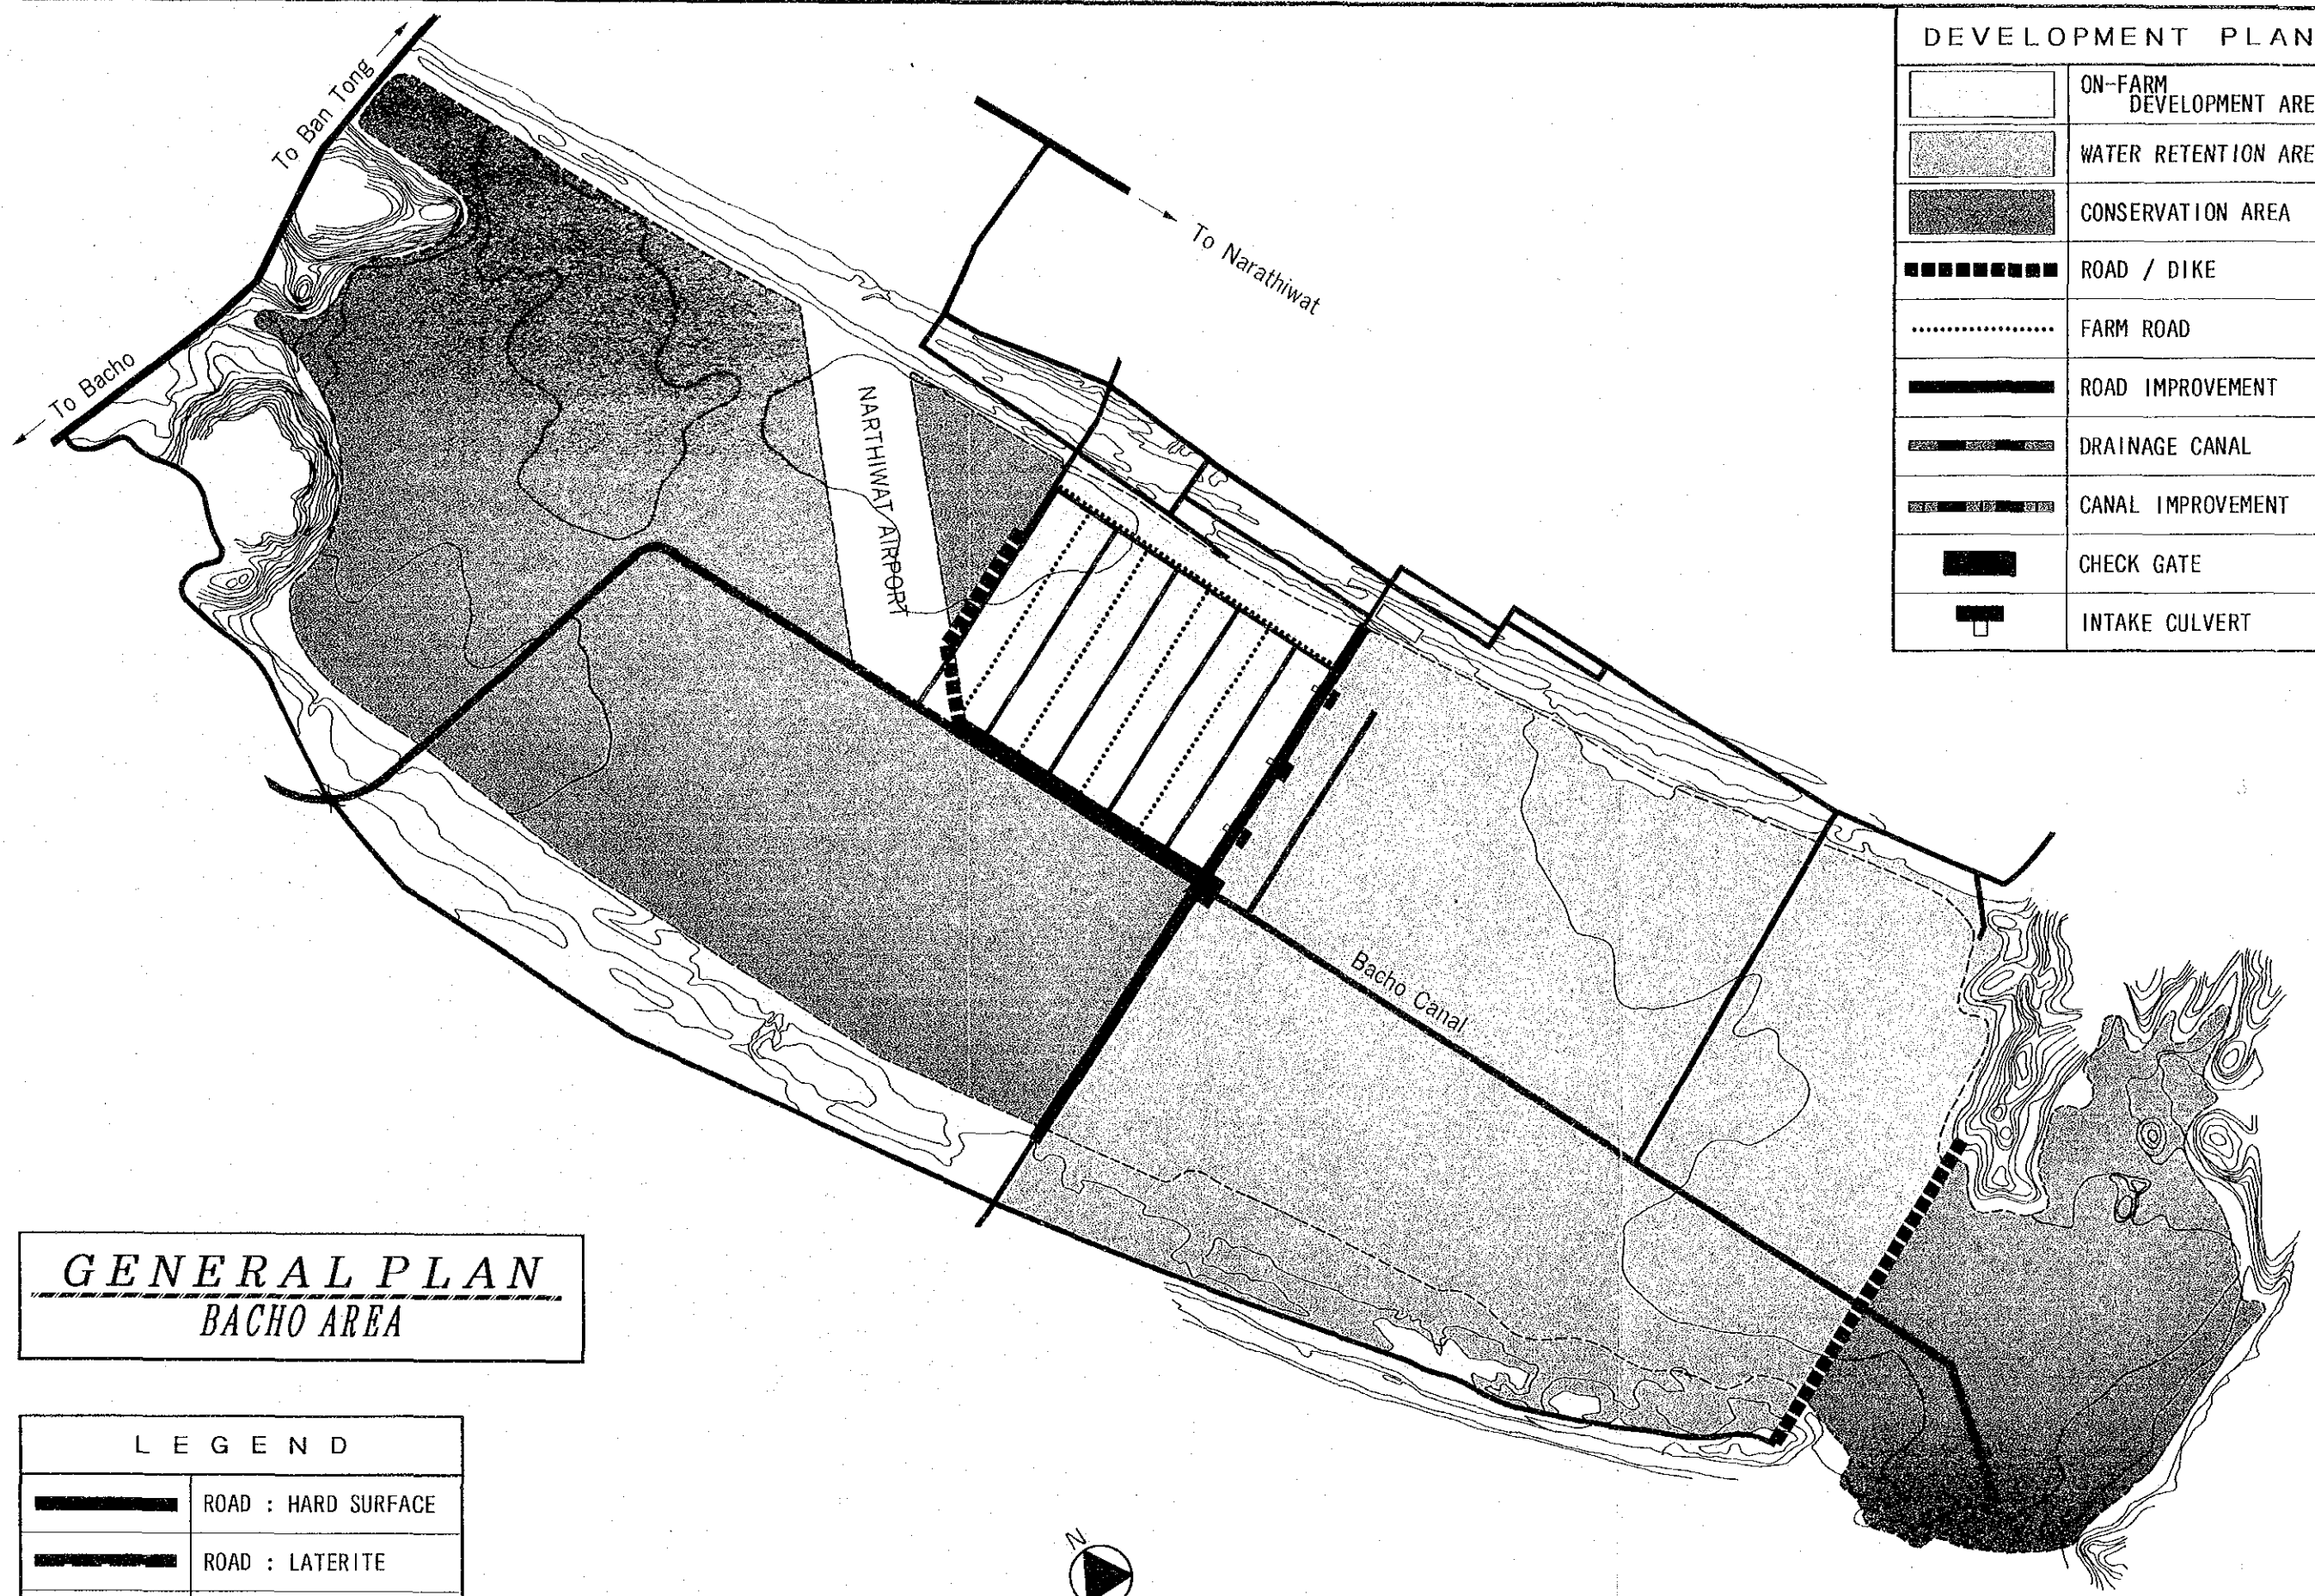 To Ban Tong
To Bacho
To Narathiwat
NARTHIWAT AIRPORT
Bacho Canal
DEVELOPMENT PLAN
ON-FARM
DEVELOPMENT ARE
WATER RETENTION ARE
CONSERVATION AREA
ROAD / DIKE
FARM ROAD
ROAD IMPROVEMENT
DRAINAGE CANAL
CANAL IMPROVEMENT
CHECK GATE
INTAKE CULVERT
GENERAL PLAN
BACHO AREA
LEGEND
ROAD : HARD SURFACE
ROAD : LATERITE
N